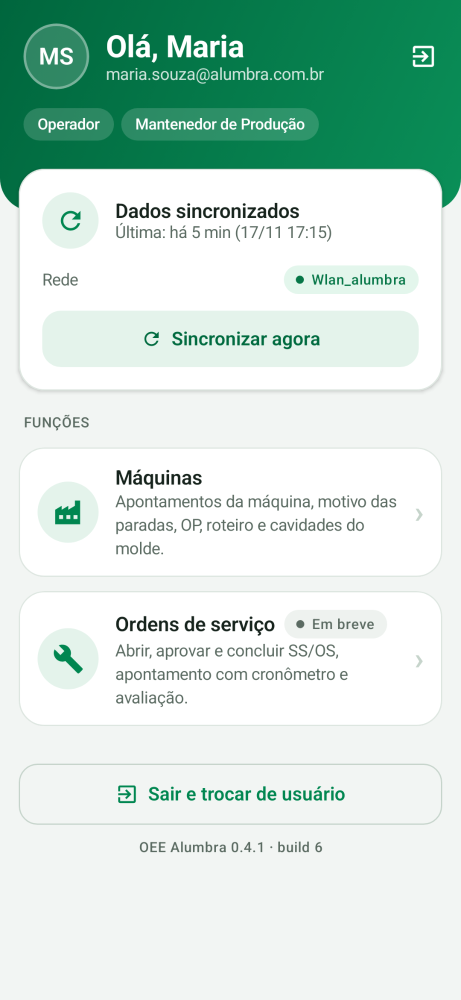 MS
Olá, Maria
maria.souza@alumbra.com.br
Operador
Mantenedor de Produção
Dados sincronizados
Última: há 5 min (17/11 17:15)
Rede
Wlan_alumbra
Sincronizar agora
FUNÇÕES
Máquinas
Apontamentos da máquina, motivo das
paradas, OP, roteiro e cavidades do
molde.
Ordens de serviço
Em breve
Abrir, aprovar e concluir SS/OS,
apontamento com cronômetro e
avaliação.
Sair e trocar de usuário
OEE Alumbra 0.4.1 · build 6